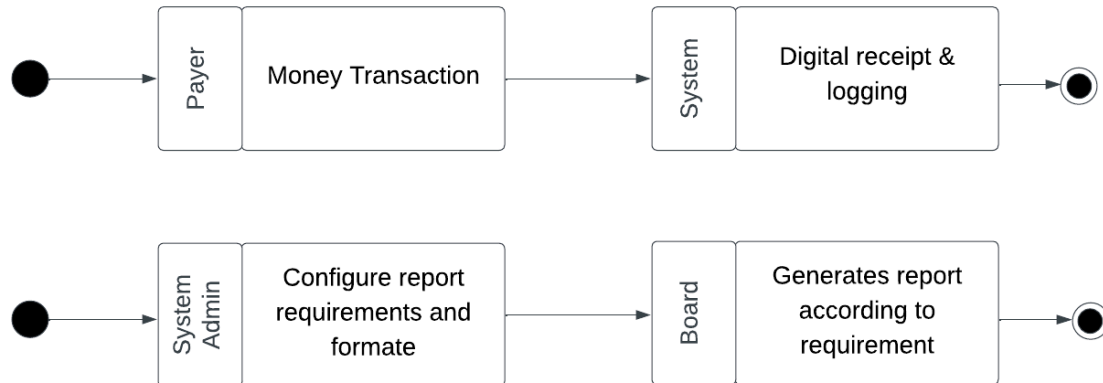 Payer
Money Transaction
System
Digital receipt &
logging
System
Admin
Configure report
requirements and
formate
Board
Generates report
according to
requirement